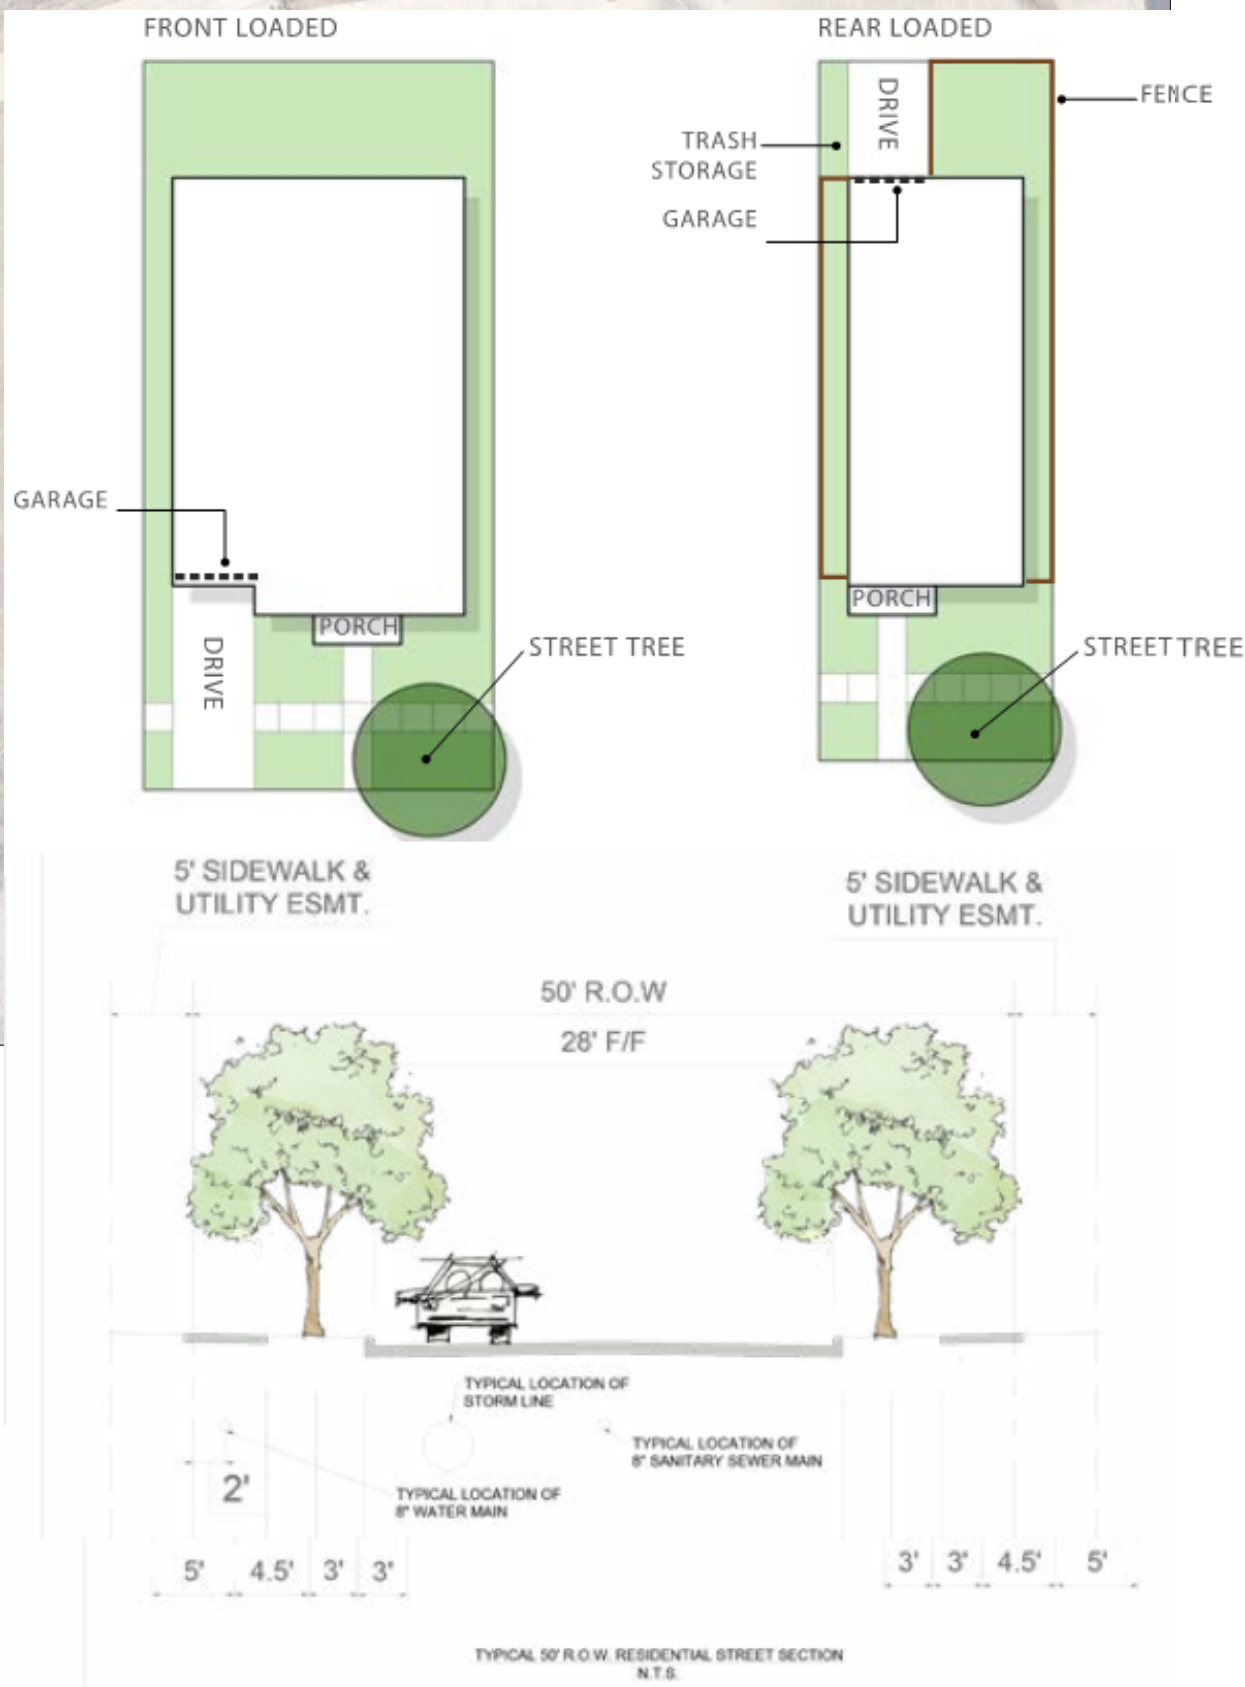 FRONT LOADED
REAR LOADED
DRIVE
FENCE
TRASH
STORAGE
GARAGE
GARAGE
PORCH
DRIVE
STREET TREE
PORCH
STREET TREE
5' SIDEWALK &
UTILITY ESMT.
5' SIDEWALK &
UTILITY ESMT.
50' R.O.W
28' F/F
TYPICAL LOCATION OF
STORM LINE
TYPICAL LOCATION OF
8" SANITARY SEWER MAIN
2'
TYPICAL LOCATION OF
8" WATER MAIN
5' 4.5' 3' 3'
3' 3' 4.5' 5'
TYPICAL 50' R.O.W. RESIDENTIAL STREET SECTION
N.T.S.